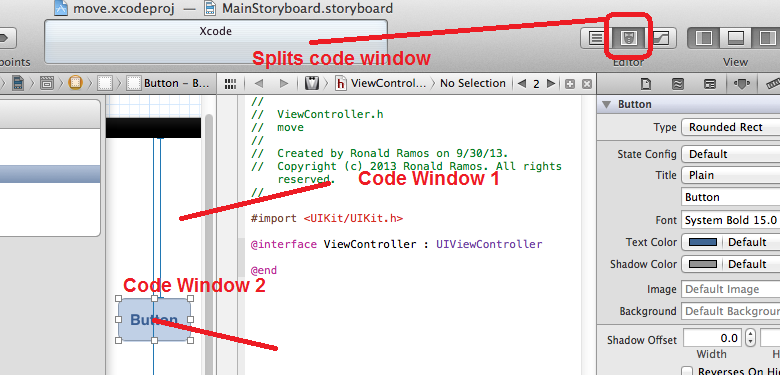 move.xcodeproj — MainStoryboard.storyboard
Xcode
Splits code window
points
Editor
View
Button – B...
ViewControl...
No Selection
2
//
// ViewController.h
// move
//
// Created by Ronald Ramos on 9/30/13.
// Copyright (c) 2013 Ronald Ramos. All rights
reserved.
//
Code Window 1
#import <UIKit/UIKit.h>
@interface ViewController : UIViewController
@end
Code Window 2
Button
Button
Type Rounded Rect
State Config Default
Title Plain
Button
Font System Bold 15.0
Text Color Default
Shadow Color Default
Image Default Image
Background Default Backgroun
Shadow Offset 0.0
Width H
Reverses On Hi